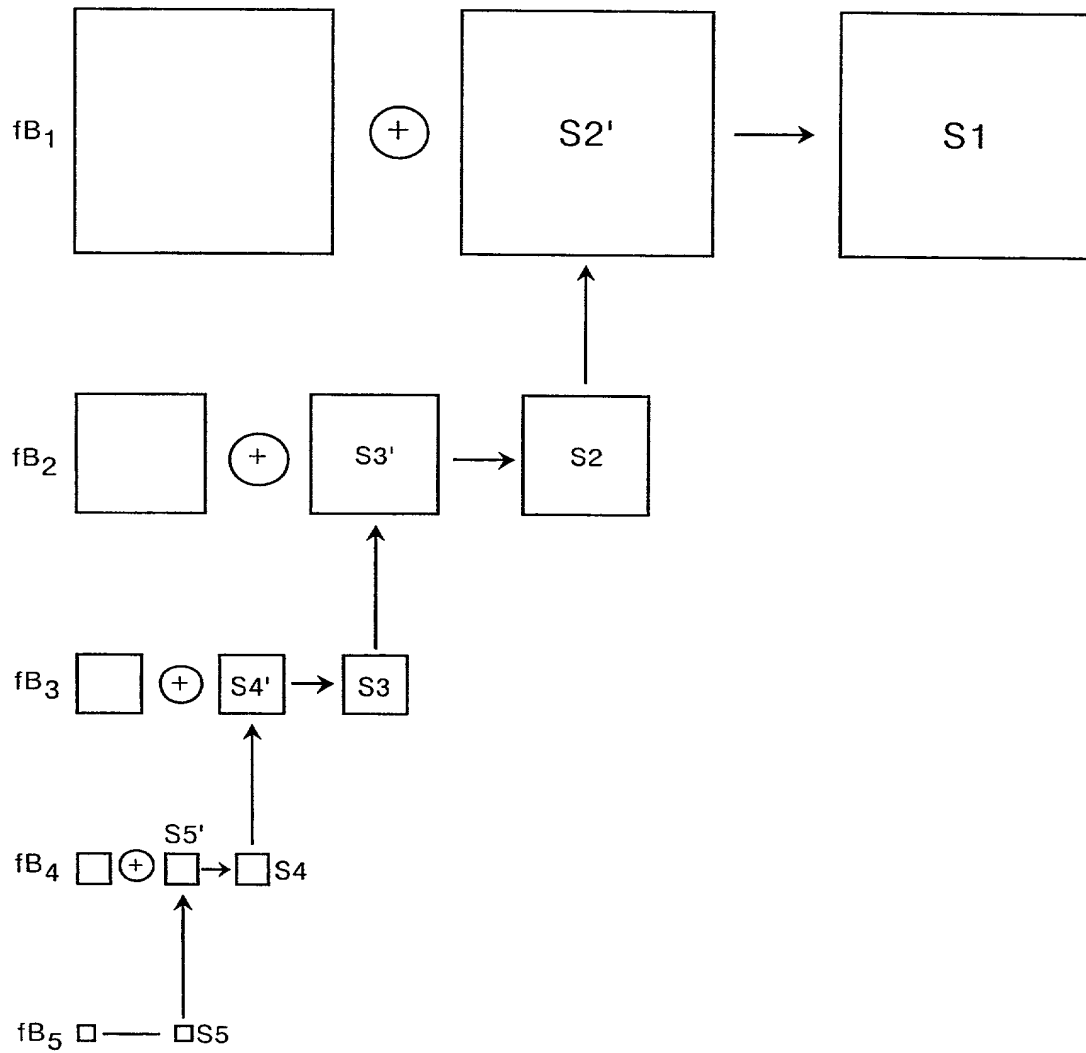 fB1 + S2' S1
fB2 + S3' S2
fB3 + S4' S3
S5'
fB4 + S4
fB5 S5